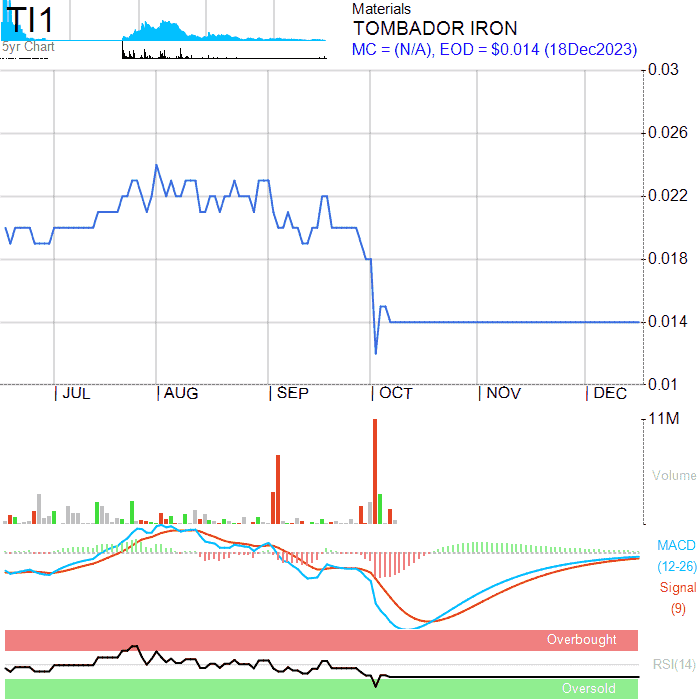 TI1
5yr Chart
Materials
TOMBADOR IRON
MC = (N/A), EOD = $0.014 (18Dec2023)
0.03
0.026
0.022
0.018
0.014
0.01
JUL
AUG
SEP
OCT
NOV
DEC
11M
Volume
MACD
(12-26)
Signal
(9)
Overbought
RSI(14)
Oversold